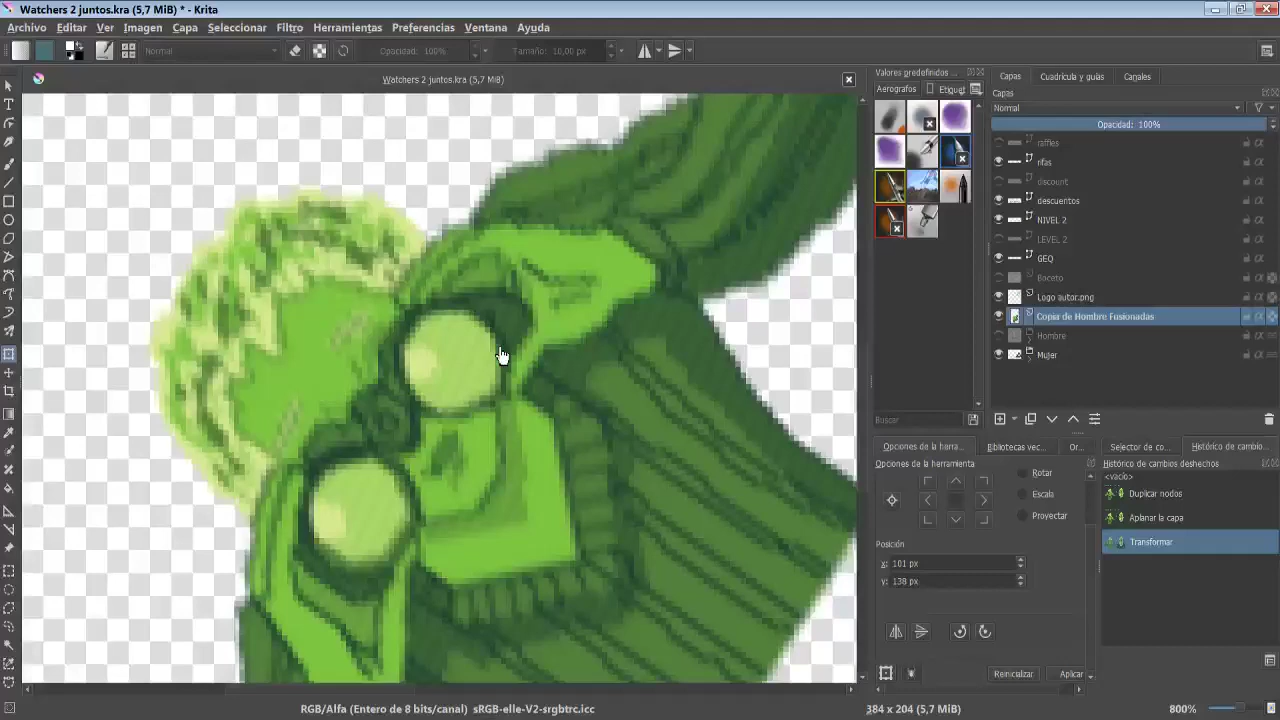 Watchers 2 juntos.kra (5,7 MiB) * - Krita
Archivo Editar Ver Imagen Capa Seleccionar Filtro Herramientas Preferencias Ventana Ayuda
Normal Opacidad: 100% Tamaño: 10,00 px
Watchers 2 juntos.kra (5,7 MiB)
Valores predefinidos ...
Aerografos Etiquet
Buscar
Capas Cuadrícula y guías Canales
Capas
Normal
Opacidad: 100%
raffles
rifas
discount
descuentos
NIVEL 2
LEVEL 2
GEQ
Boceto
Logo autor.png
Copia de Hombre Fusionadas
Hombre
Mujer
Opciones de la herra... Bibliotecas vec... Or...
Opciones de la herramienta
Rotar
Escala
Proyectar
Posición
x: 101 px
y: 138 px
Reinicializar Aplicar
Selector de co... Histórico de cambio...
Histórico de cambios deshechos
<vacío>
Duplicar nodos
Aplanar la capa
Transformar
RGB/Alfa (Entero de 8 bits/canal) sRGB-elle-V2-srgbtrc.icc 384 x 204 (5,7 MiB) 800%